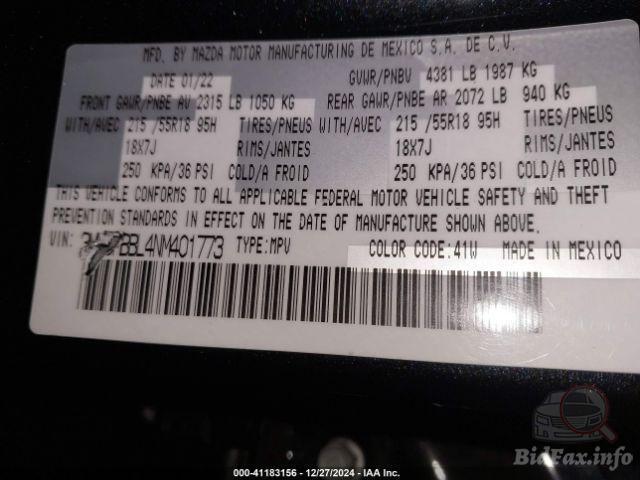 MFD. BY MAZDA MOTOR MANUFACTURING DE MEXICO S.A. DE C.V.
DATE 01/22 GVWR/PNBV 4381 LB 1987 KG
FRONT GAWR/PNBE AV 2315 LB 1050 KG REAR GAWR/PNBE AR 2072 LB 940 KG
WITH/AVEC 215 /55R18 95H TIRES/PNEUS WITH/AVEC 215 /55R18 95H TIRES/PNEUS
18X7J RIMS/JANTES 18X7J RIMS/JANTES
250 KPA/36 PSI COLD/A FROID 250 KPA/36 PSI COLD/A FROID
THIS VEHICLE CONFORMS TO ALL APPLICABLE FEDERAL MOTOR VEHICLE SAFETY AND THEFT
PREVENTION STANDARDS IN EFFECT ON THE DATE OF MANUFACTURE SHOWN ABOVE.
VIN: TYPE:MPV COLOR CODE:41W MADE IN MEXICO
BidFax.info
000-41183156 - 12/27/2024 - IAA Inc.